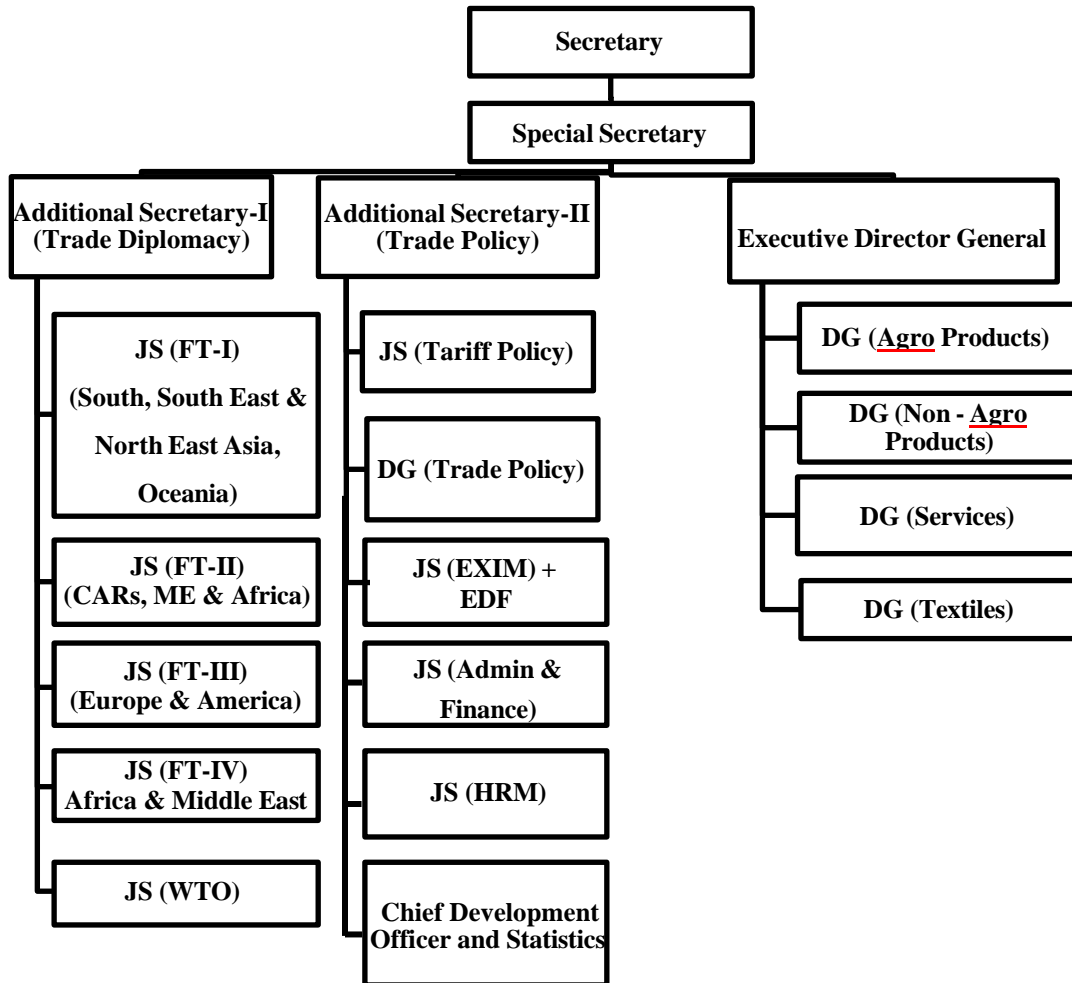 Secretary
Special Secretary
Additional Secretary-I
(Trade Diplomacy)
JS (FT-I)
(South, South East &
North East Asia,
Oceania)
JS (FT-II)
(CARs, ME & Africa)
JS (FT-III)
(Europe & America)
JS (FT-IV)
Africa & Middle East
JS (WTO)
Additional Secretary-II
(Trade Policy)
JS (Tariff Policy)
DG (Trade Policy)
JS (EXIM) +
EDF
JS (Admin &
Finance)
JS (HRM)
Chief Development
Officer and Statistics
Executive Director General
DG (Agro Products)
DG (Non - Agro
Products)
DG (Services)
DG (Textiles)